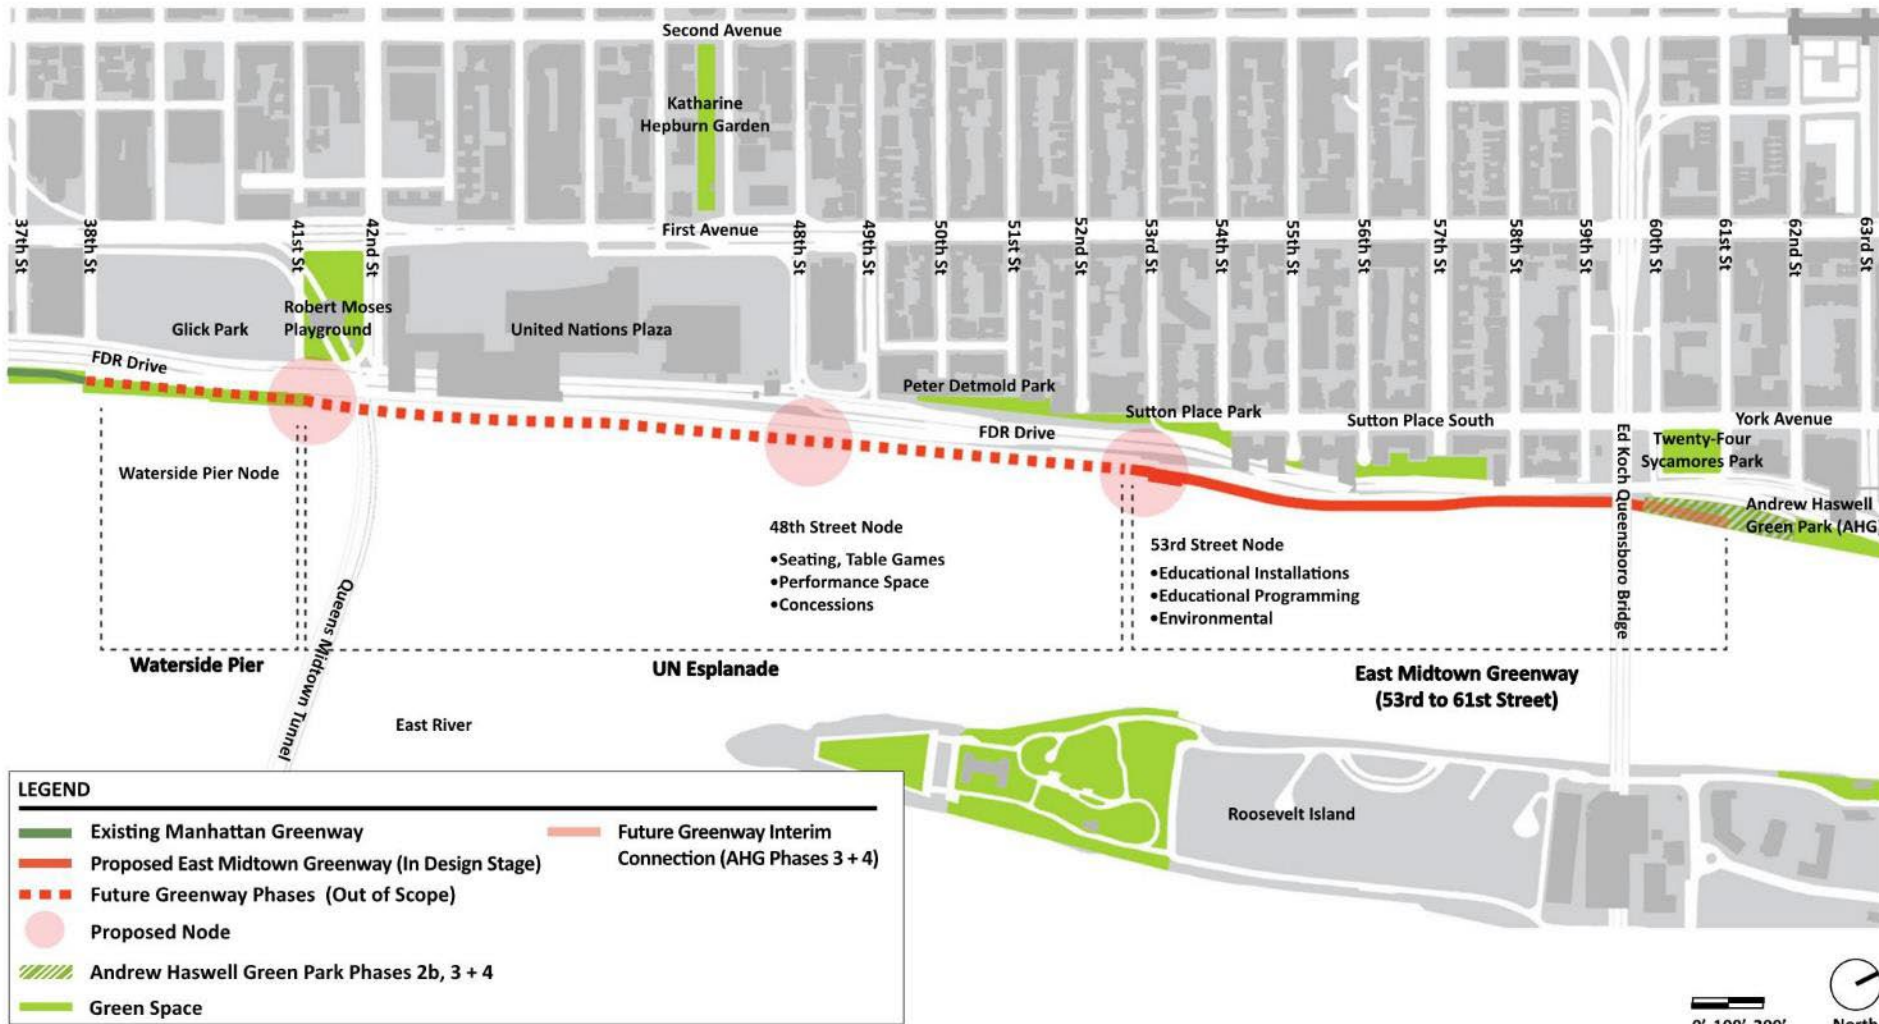 Second Avenue
Katharine
Hepburn Garden
First Avenue
37th St
38th St
41st St
42nd St
48th St
49th St
50th St
51st St
52nd St
53rd St
54th St
55th St
56th St
57th St
58th St
59th St
60th St
61st St
62nd St
63rd St
Glick Park
Robert Moses
Playground
United Nations Plaza
FDR Drive
Peter Detmold Park
Sutton Place Park
Sutton Place South
York Avenue
FDR Drive
Twenty-Four
Sycamores Park
Ed Koch Queensboro Bridge
Andrew Haswell
Green Park (AHG
Waterside Pier Node
48th Street Node
•Seating, Table Games
•Performance Space
•Concessions
53rd Street Node
•Educational Installations
•Educational Programming
•Environmental
Queens Midtown Tunnel
Waterside Pier
UN Esplanade
East Midtown Greenway
(53rd to 61st Street)
East River
Roosevelt Island
LEGEND
Existing Manhattan Greenway
Proposed East Midtown Greenway (In Design Stage)
Future Greenway Phases (Out of Scope)
Proposed Node
Andrew Haswell Green Park Phases 2b, 3 + 4
Green Space
Future Greenway Interim
Connection (AHG Phases 3 + 4)
0' 100' 200'
North